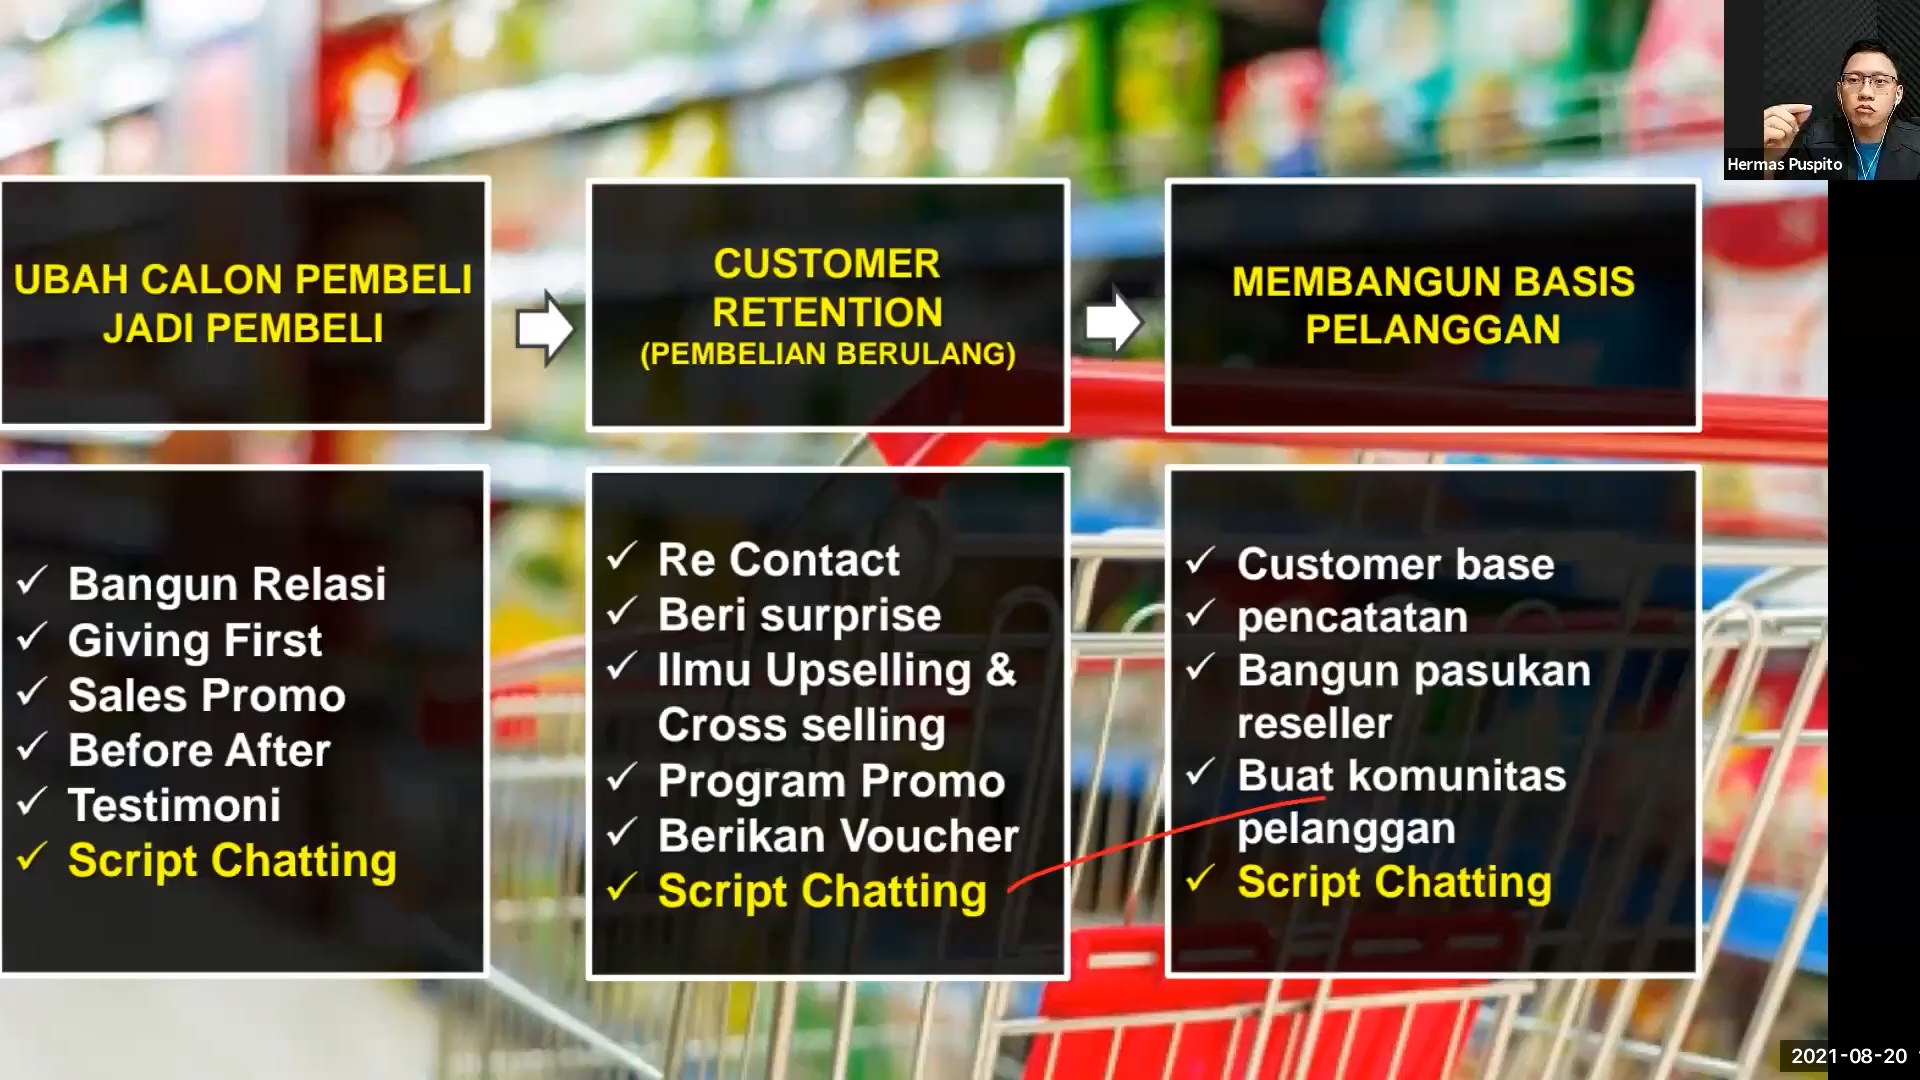 Hermas Puspito
UBAH CALON PEMBELI
JADI PEMBELI
CUSTOMER
RETENTION
(PEMBELIAN BERULANG)
MEMBANGUN BASIS
PELANGGAN
✓ Bangun Relasi
✓ Giving First
✓ Sales Promo
✓ Before After
✓ Testimoni
✓ Script Chatting
✓ Re Contact
✓ Beri surprise
✓ Ilmu Upselling &
Cross selling
✓ Program Promo
✓ Berikan Voucher
✓ Script Chatting
✓ Customer base
✓ pencatatan
✓ Bangun pasukan
reseller
✓ Buat komunitas
pelanggan
✓ Script Chatting
2021-08-20